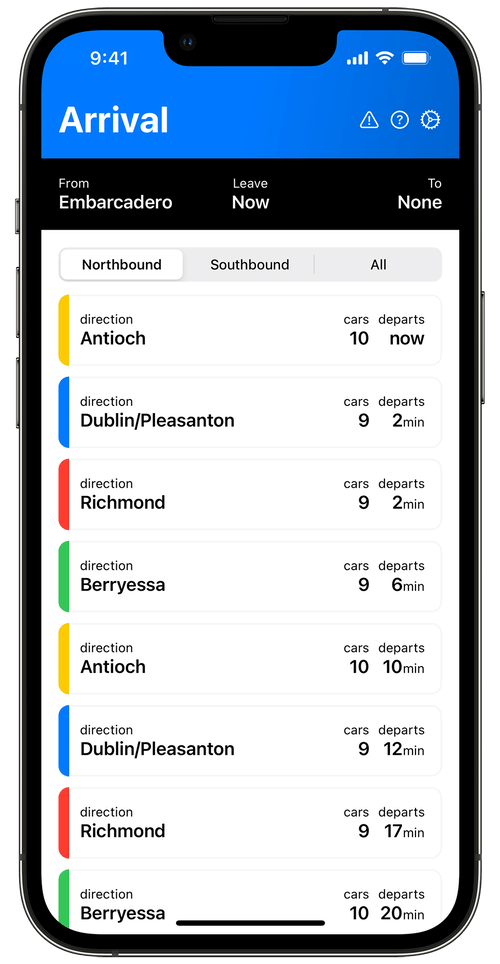 9:41
Arrival
From Leave To
Embarcadero Now None
Northbound Southbound All
direction cars departs
Antioch 10 now
direction cars departs
Dublin/Pleasanton 9 2min
direction cars departs
Richmond 9 2min
direction cars departs
Berryessa 9 6min
direction cars departs
Antioch 10 10min
direction cars departs
Dublin/Pleasanton 9 12min
direction cars departs
Richmond 9 17min
direction cars departs
Berryessa 10 20min